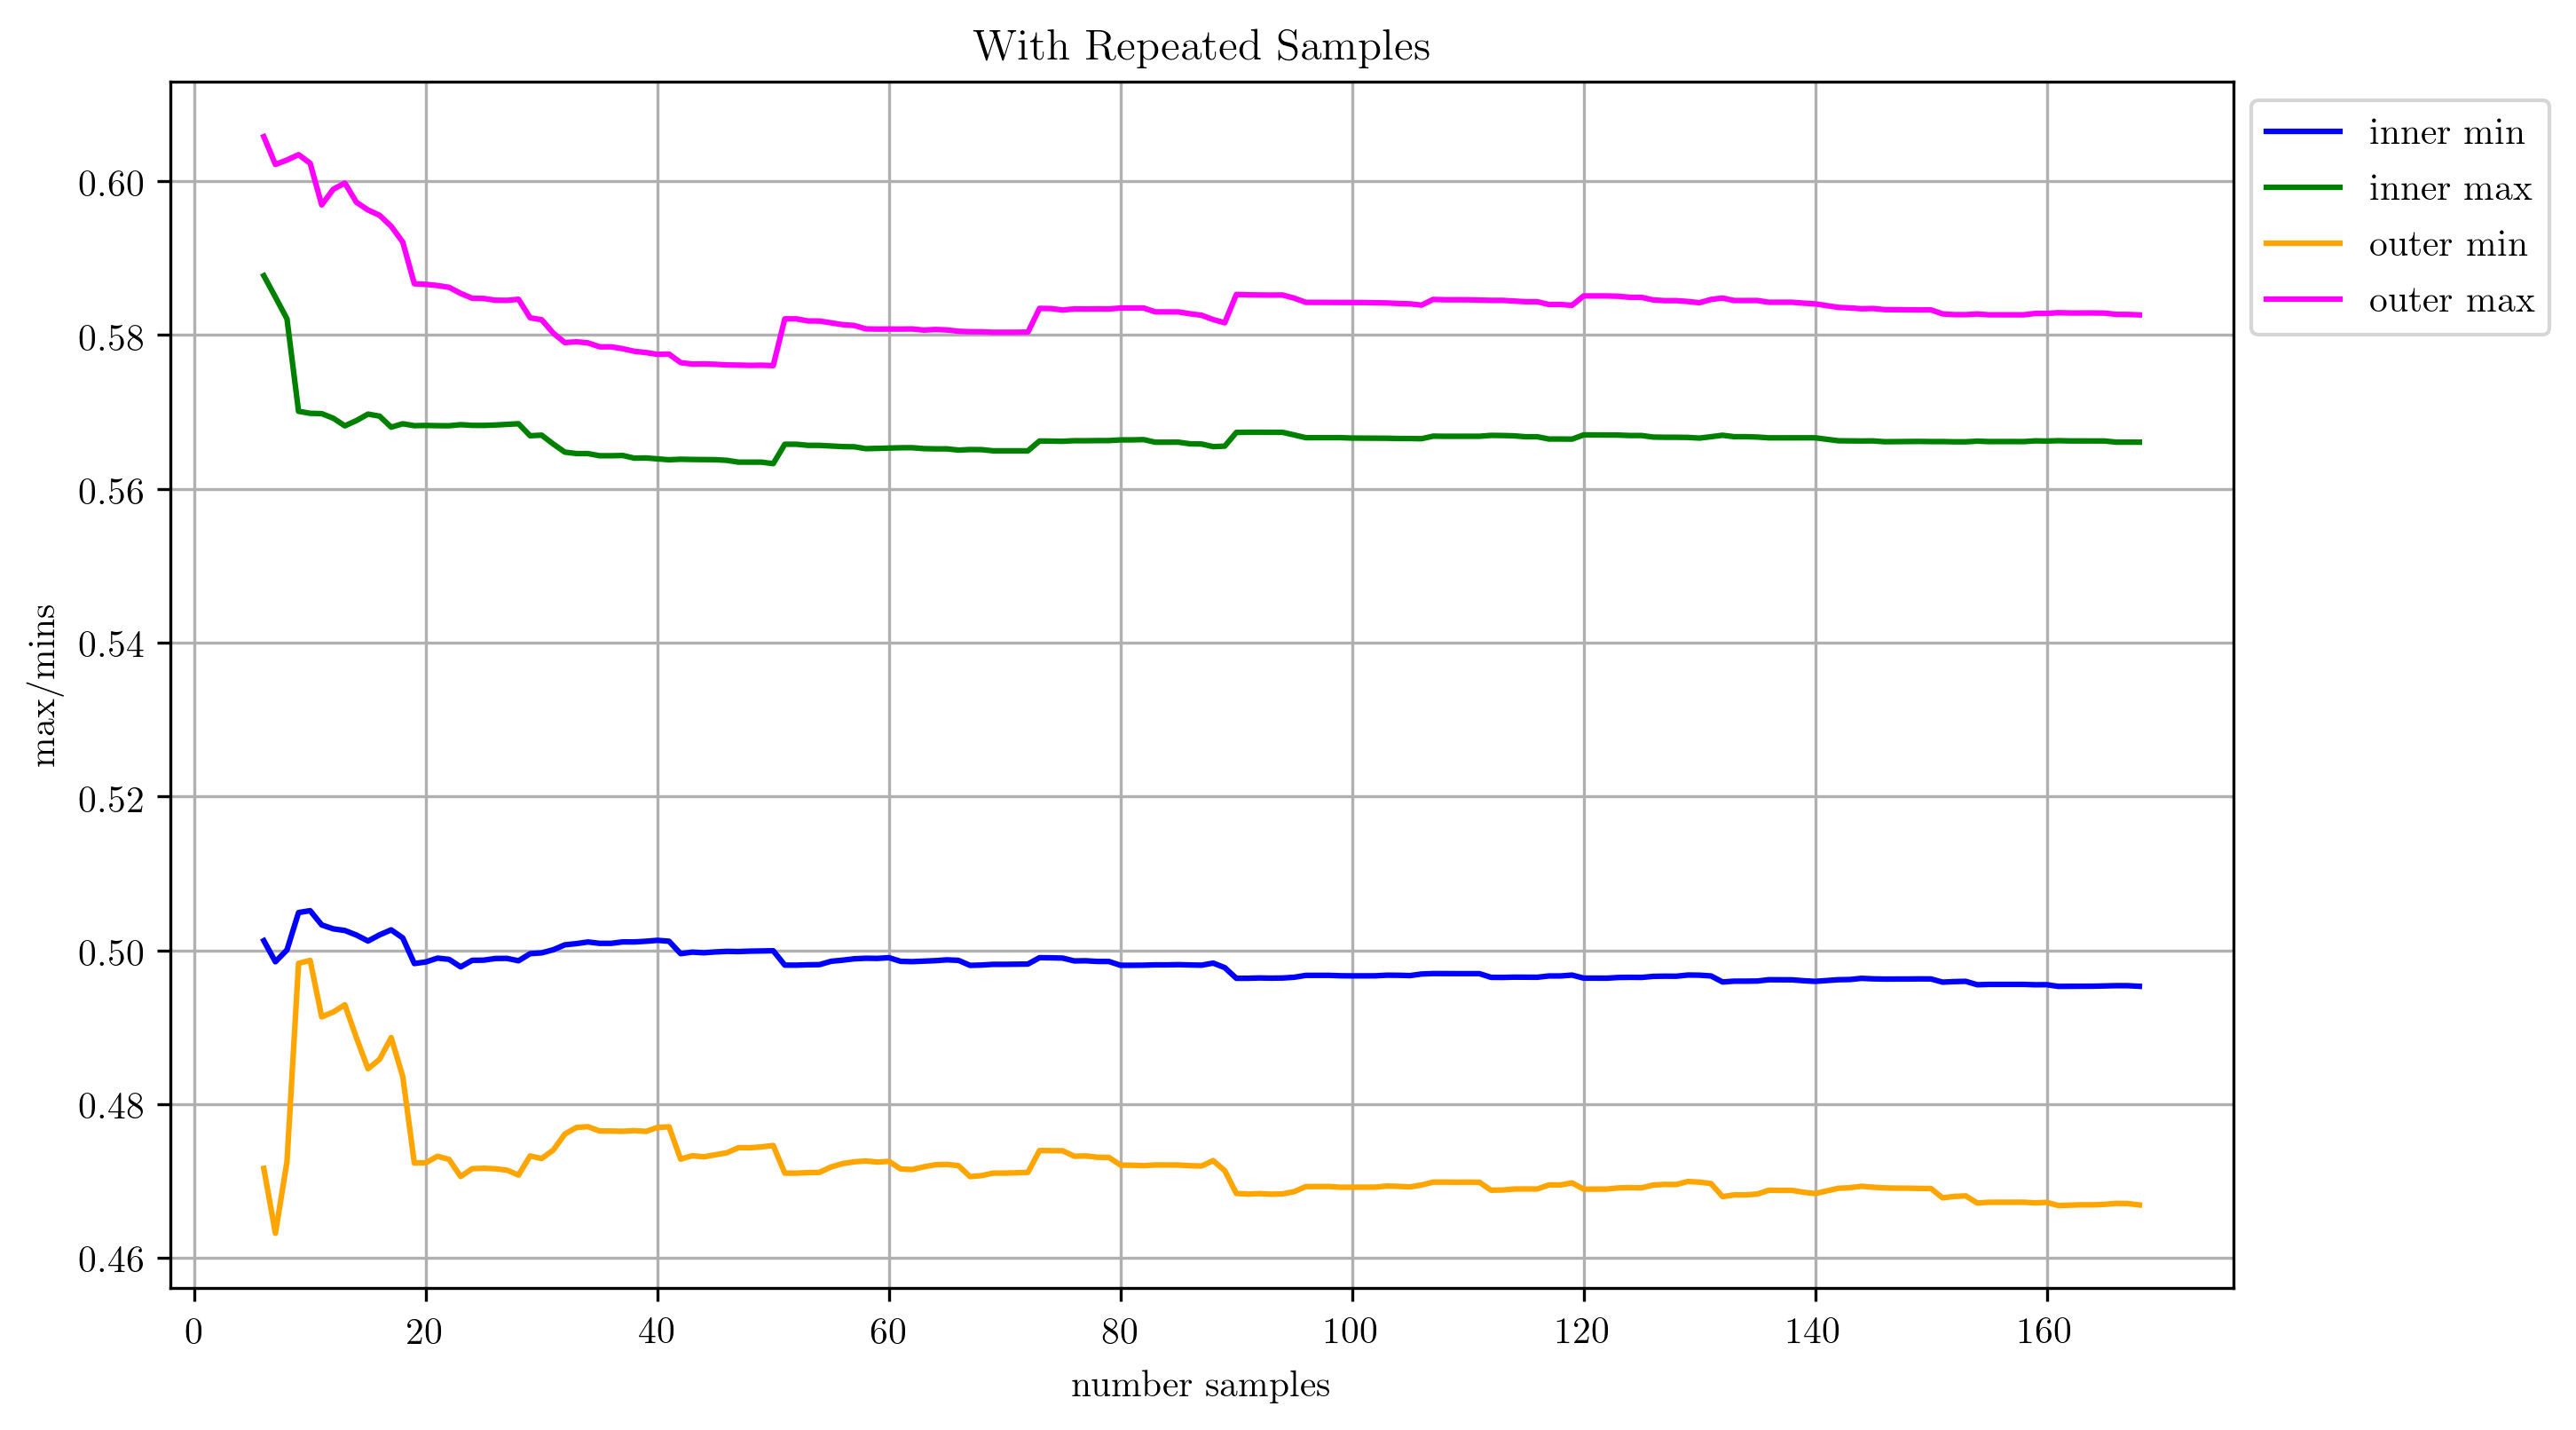 With Repeated Samples
inner min
inner max
outer min
outer max
0.60
0.58
0.56
0.54
0.52
0.50
0.48
0.46
max/mins
0 20 40 60 80 100 120 140 160
number samples